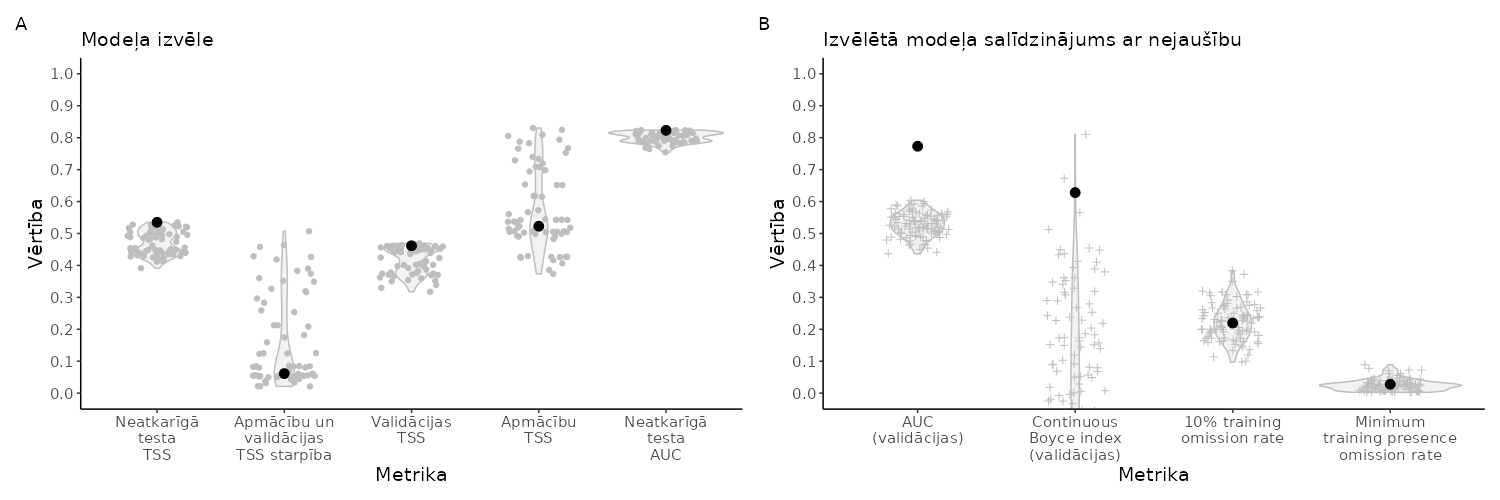 A
Modeļa izvēle
Vērtība
1.0
0.9
0.8
0.7
0.6
0.5
0.4
0.3
0.2
0.1
0.0
Neatkarīgā
testa
TSS
Apmācību un
validācijas
TSS starpība
Validācijas
TSS
Apmācību
TSS
Neatkarīgā
testa
AUC
Metrika
B
Izvēlētā modeļa salīdzinājums ar nejaušību
Vērtība
1.0
0.9
0.8
0.7
0.6
0.5
0.4
0.3
0.2
0.1
0.0
AUC
(validācijas)
Continuous
Boyce index
(validācijas)
10% training
omission rate
Minimum
training presence
omission rate
Metrika